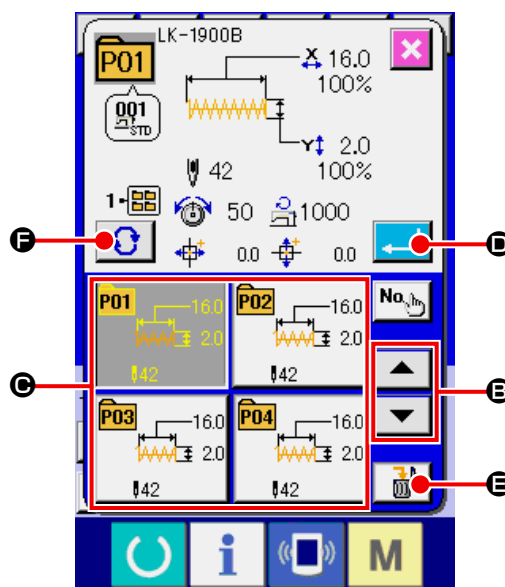 LK-1900B
P01
X 16.0
100%
001
STD
Y 2.0
100%
42
1-
50 1000
F
D
0.0 0.0
P01 16.0
2.0
42
P02 16.0
2.0
42
No.
C
B
P03 16.0
2.0
42
P04 16.0
2.0
42
E
i
M